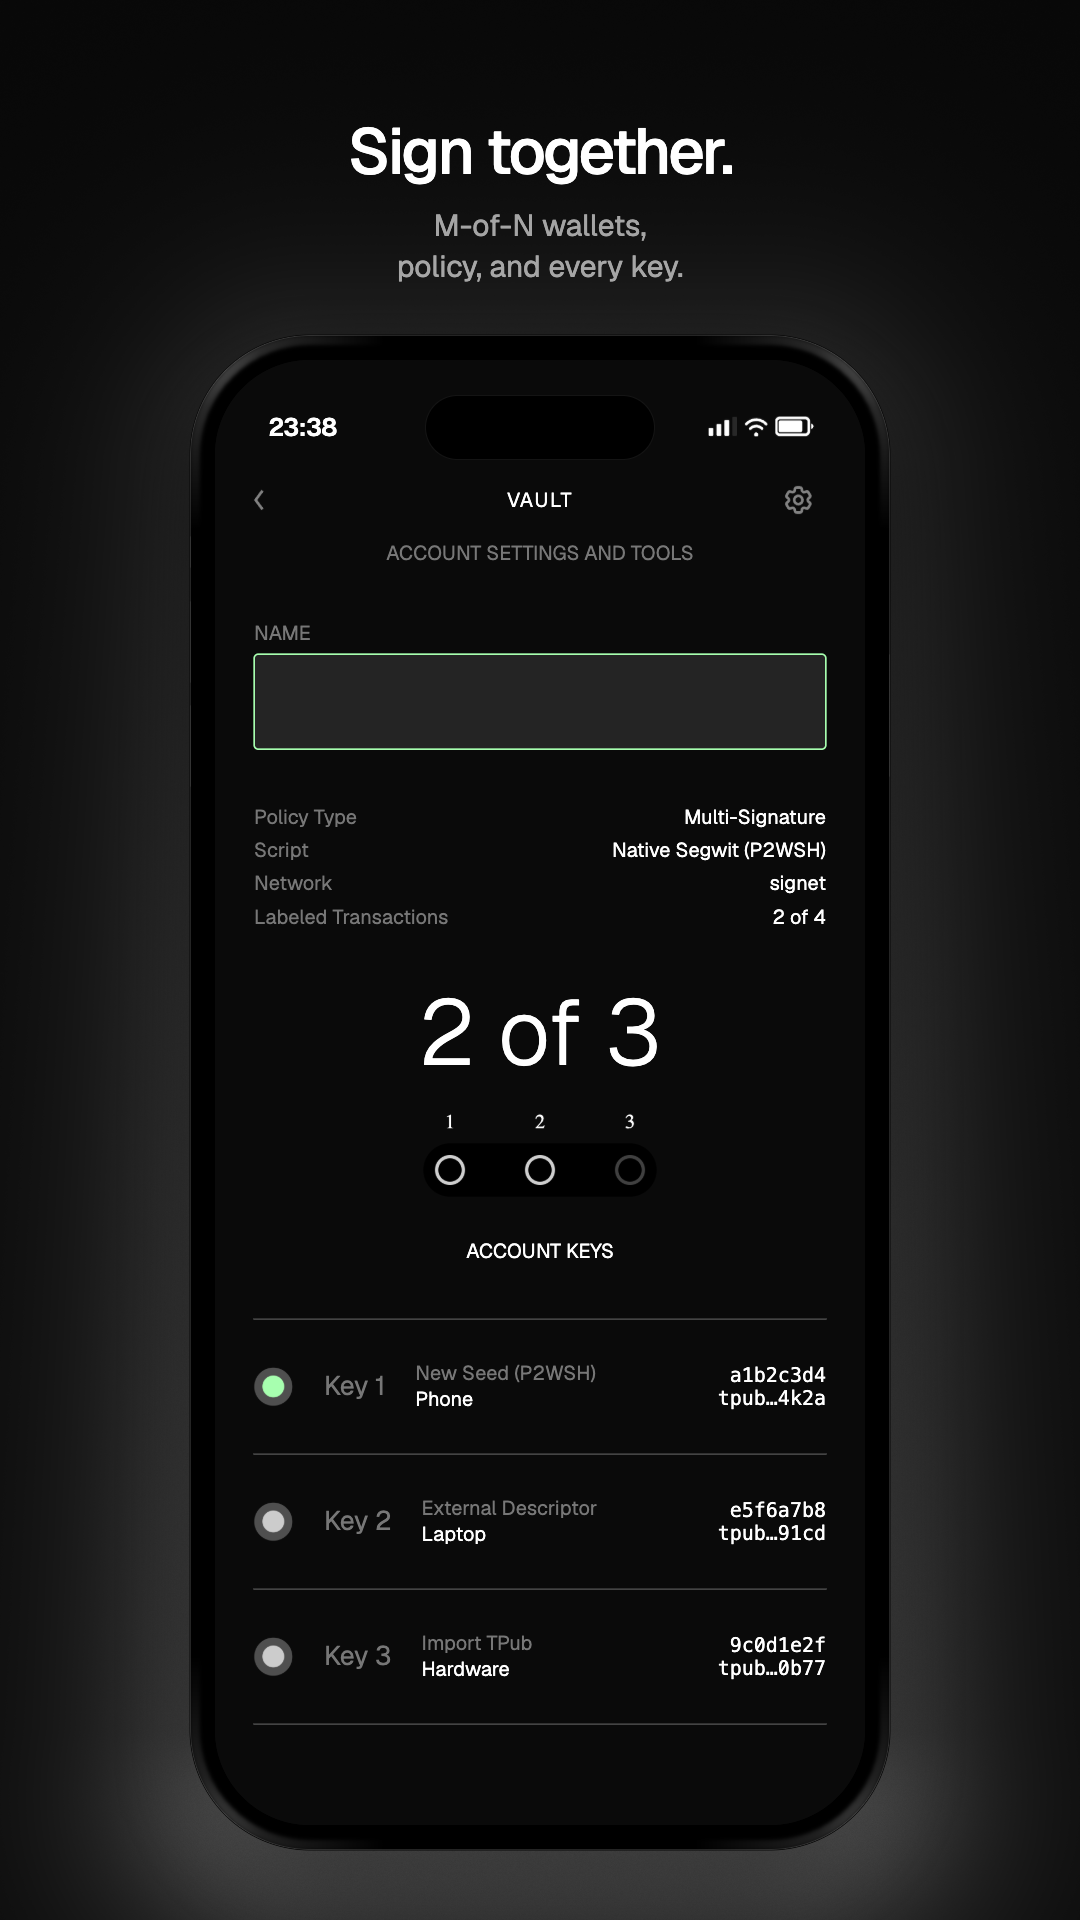 Sign together.
M-of-N wallets,
policy, and every key.
23:38
VAULT
ACCOUNT SETTINGS AND TOOLS
NAME
Policy Type Multi-Signature
Script Native Segwit (P2WSH)
Network signet
Labeled Transactions 2 of 4
2 of 3
1 2 3
ACCOUNT KEYS
Key 1 New Seed (P2WSH) a1b2c3d4
Phone tpub…4k2a
Key 2 External Descriptor e5f6a7b8
Laptop tpub…91cd
Key 3 Import TPub 9c0d1e2f
Hardware tpub…0b77